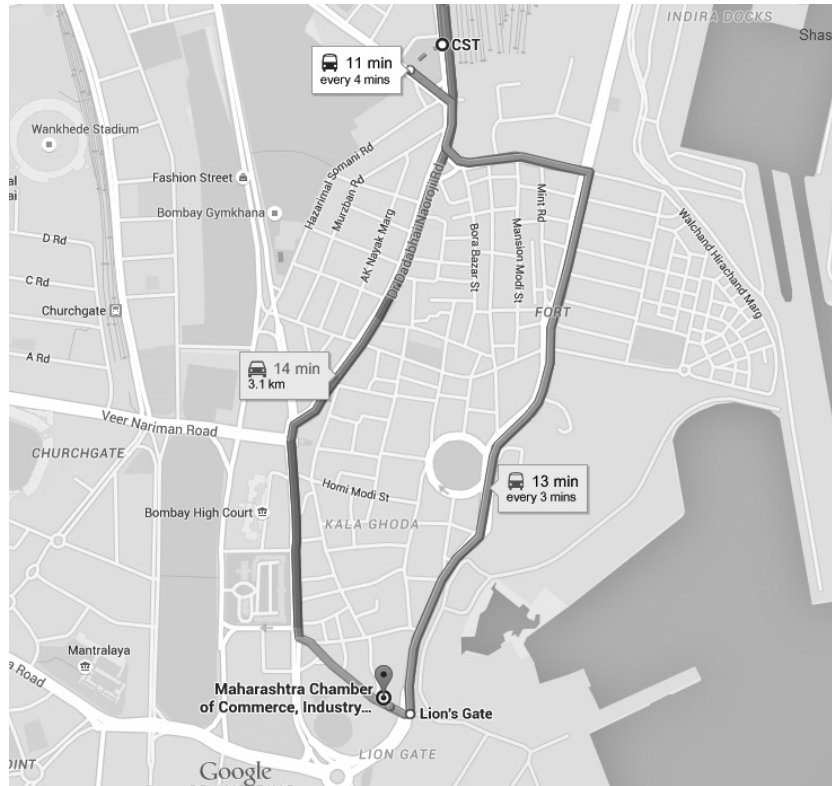 INDIRA DOCKS
Shas
CST
11 min
every 4 mins
Wankhede Stadium
al
ai
Fashion Street
Hazarimal Somani Rd
Murzban Rd
Bombay Gymkhana
AK Nayak Marg
Dr Dadabhai Naoroji Rd
Bora Bazar St
Mansion Modi St
Mint Rd
Walchand Hirachand Marg
D Rd
C Rd
Churchgate
A Rd
FORT
14 min
3.1 km
Veer Nariman Road
CHURCHGATE
Homi Modi St
13 min
every 3 mins
Bombay High Court
KALA GHODA
Mantralaya
a Road
Maharashtra Chamber
of Commerce, Industry...
Lion's Gate
LION GATE
OINT
Google